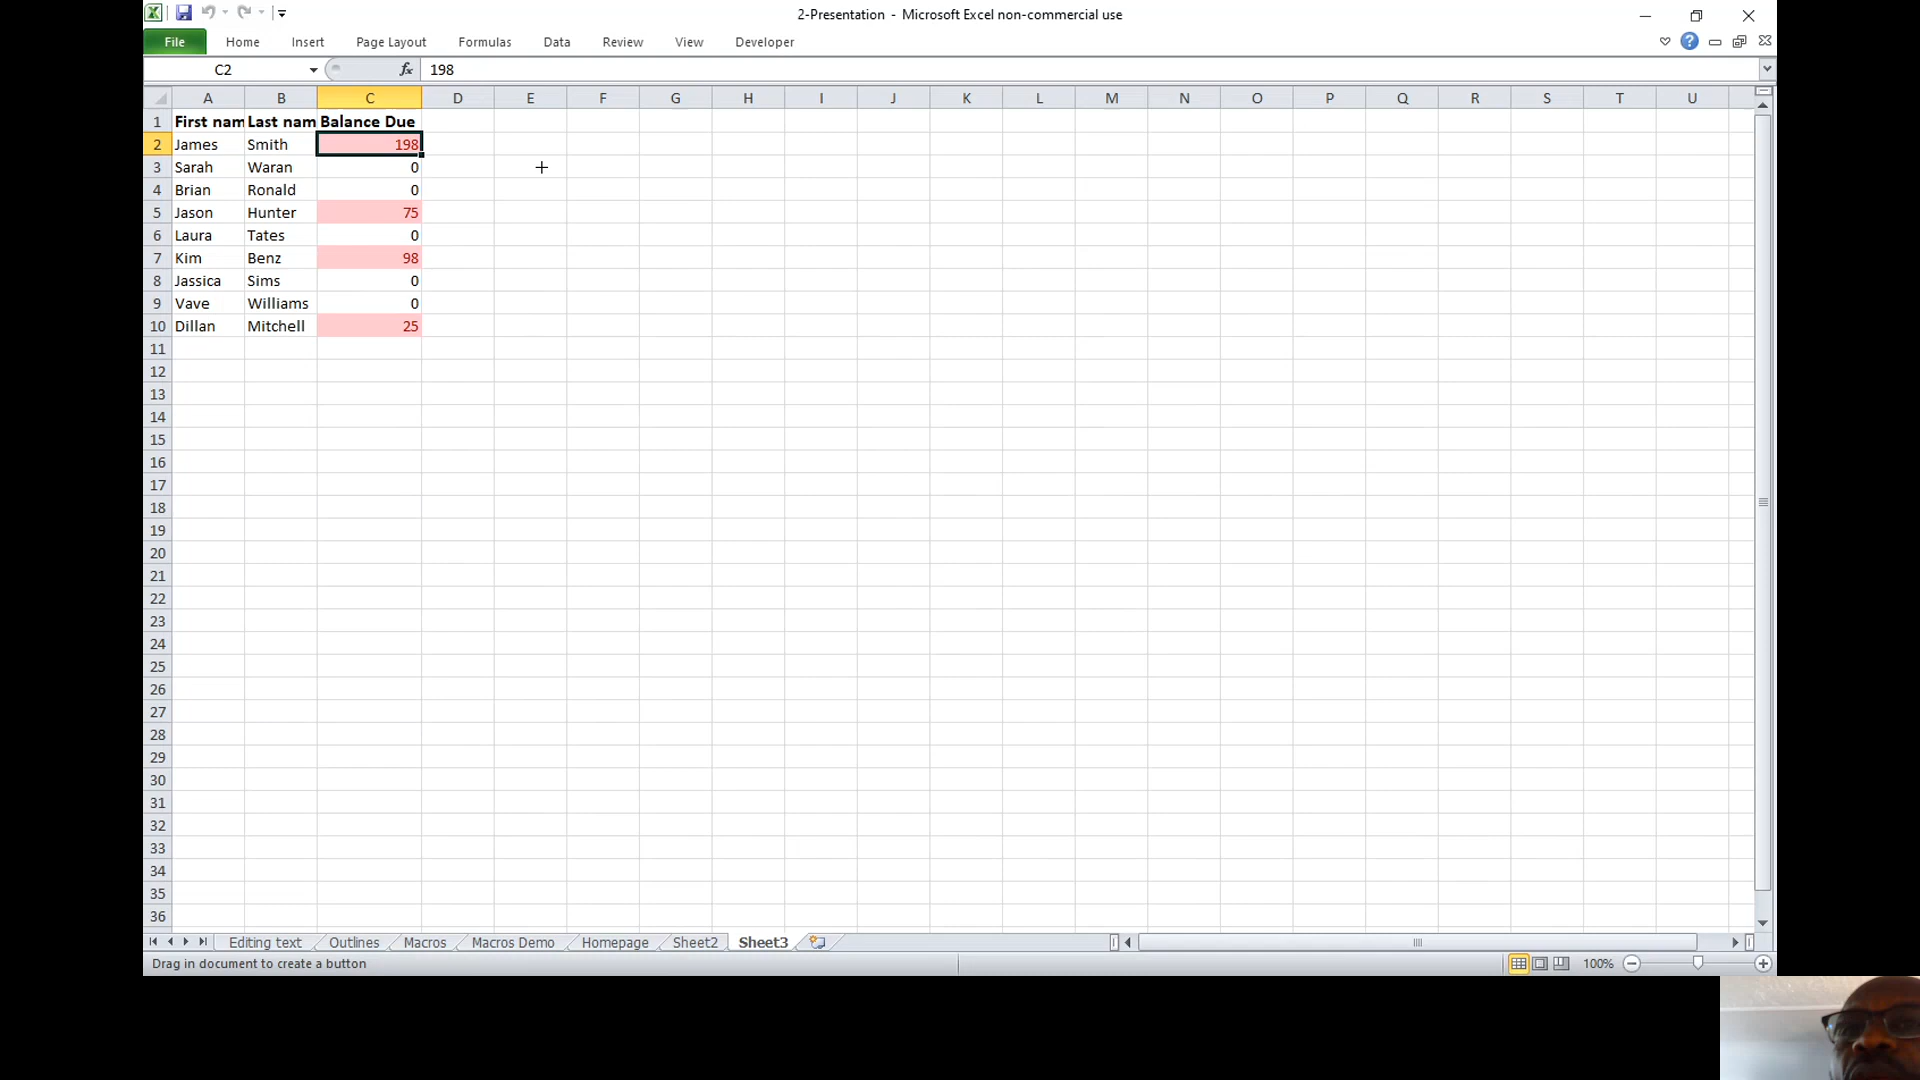 2-Presentation - Microsoft Excel non-commercial use
File Home Insert Page Layout Formulas Data Review View Developer
C2 fx 198
A B C D E F G H I J K L M N O P Q R S T U
1 First nam Last nam Balance Due
2 James Smith 198
3 Sarah Waran 0
4 Brian Ronald 0
5 Jason Hunter 75
6 Laura Tates 0
7 Kim Benz 98
8 Jassica Sims 0
9 Vave Williams 0
10 Dillan Mitchell 25
11
12
13
14
15
16
17
18
19
20
21
22
23
24
25
26
27
28
29
30
31
32
33
34
35
36
Editing text Outlines Macros Macros Demo Homepage Sheet2 Sheet3
Drag in document to create a button 100%